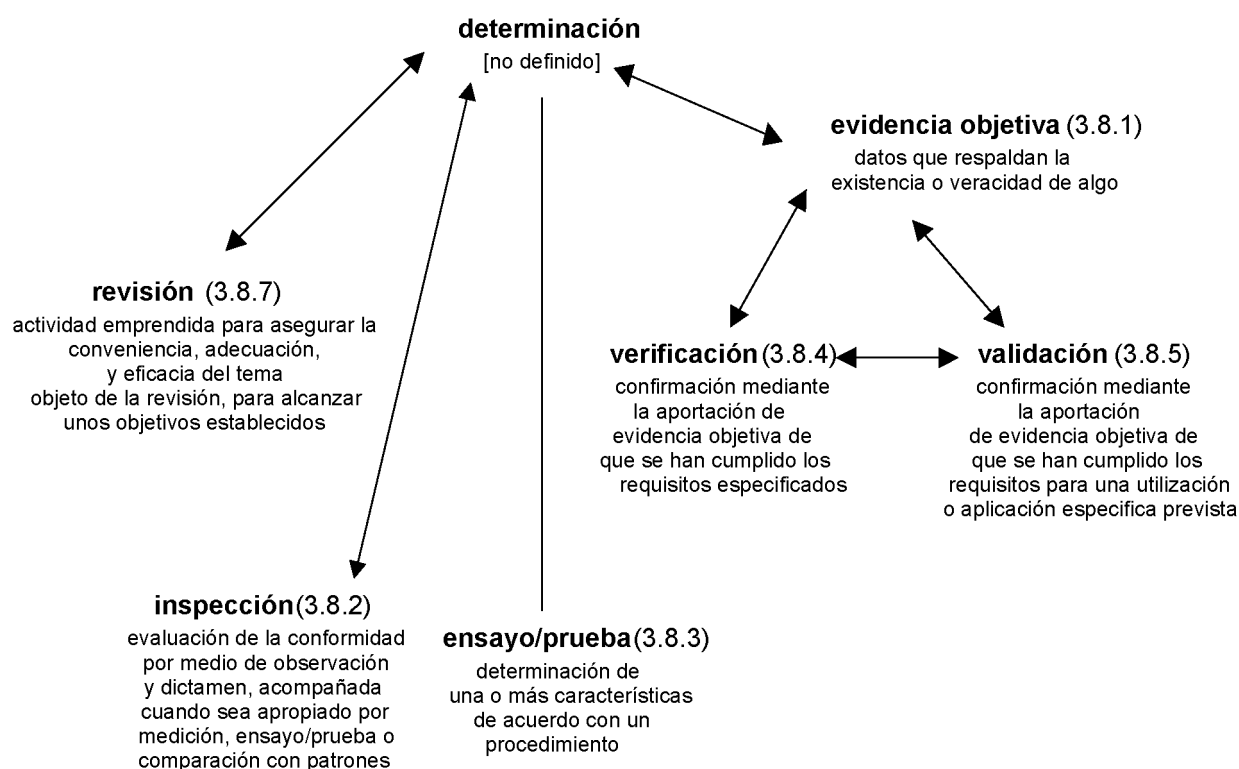 determinación
[no definido]
evidencia objetiva (3.8.1)
datos que respaldan la
existencia o veracidad de algo
revisión (3.8.7)
actividad emprendida para asegurar la
conveniencia, adecuación,
y eficacia del tema
objeto de la revisión, para alcanzar
unos objetivos establecidos
verificación (3.8.4)
confirmación mediante
la aportación de
evidencia objetiva de
que se han cumplido los
requisitos especificados
validación (3.8.5)
confirmación mediante
la aportación
de evidencia objetiva de
que se han cumplido los
requisitos para una utilización
o aplicación especifica prevista
inspección(3.8.2)
evaluación de la conformidad
por medio de observación
y dictamen, acompañada
cuando sea apropiado por
medición, ensayo/prueba o
comparación con patrones
ensayo/prueba(3.8.3)
determinación de
una o más características
de acuerdo con un
procedimiento